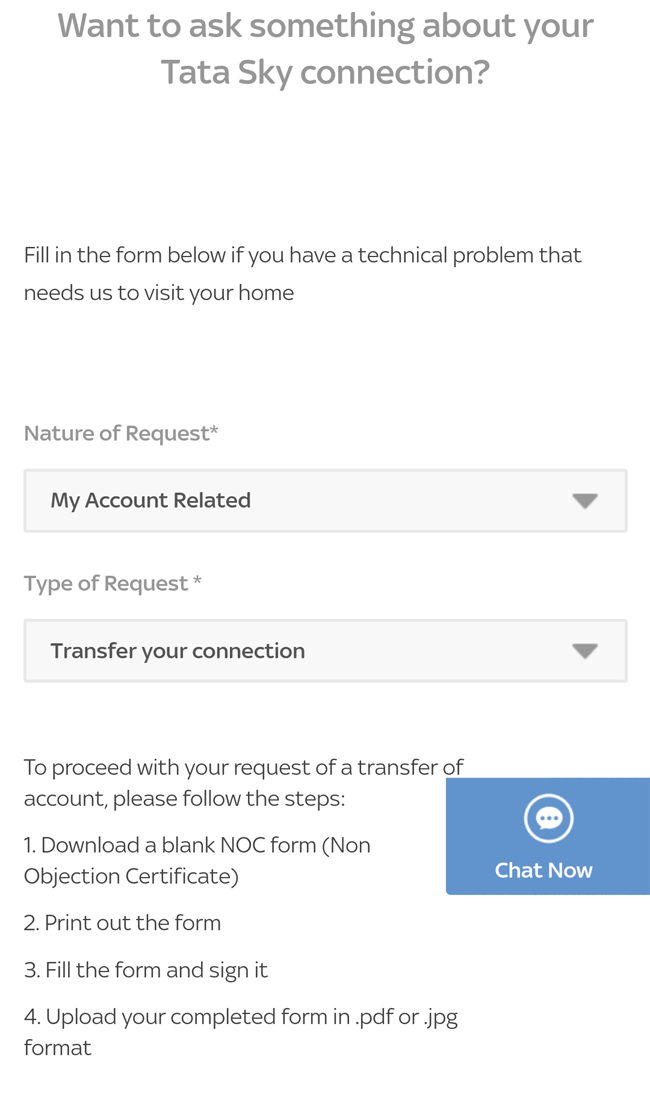 Want to ask something about your
Tata Sky connection?
Fill in the form below if you have a technical problem that
needs us to visit your home
Nature of Request*
My Account Related
Type of Request *
Transfer your connection
To proceed with your request of a transfer of
account, please follow the steps:
1. Download a blank NOC form (Non
Objection Certificate)
2. Print out the form
3. Fill the form and sign it
4. Upload your completed form in .pdf or .jpg
format
Chat Now